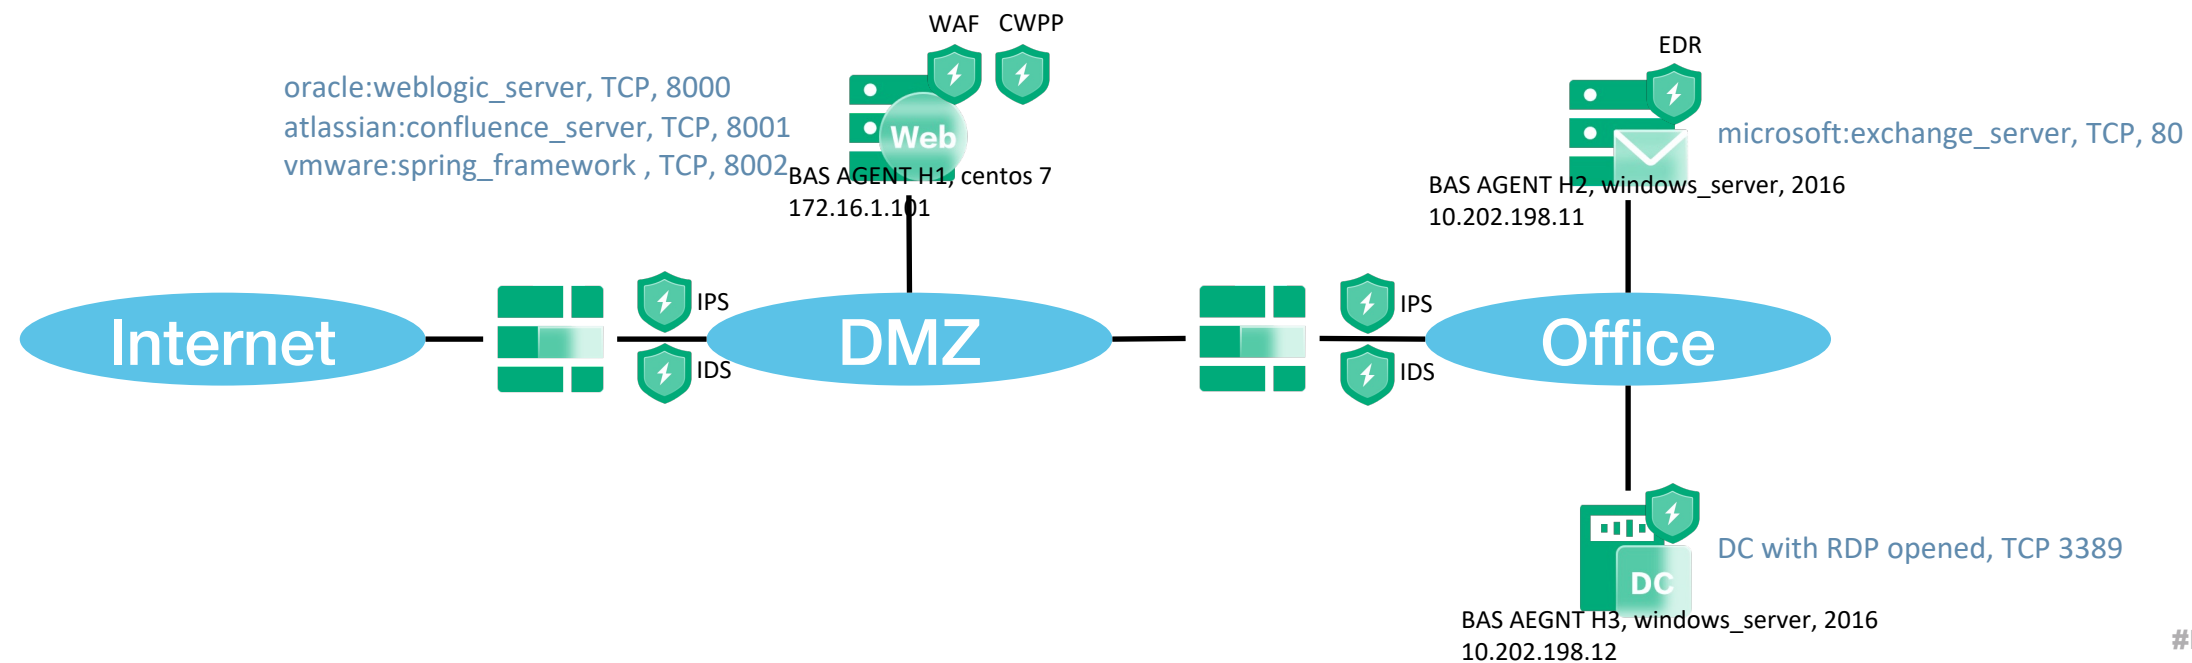 WAF CWPP
EDR
oracle:weblogic_server, TCP, 8000
atlassian:confluence_server, TCP, 8001
vmware:spring_framework , TCP, 8002
Web
BAS AGENT H1, centos 7
172.16.1.101
microsoft:exchange_server, TCP, 80
BAS AGENT H2, windows_server, 2016
10.202.198.11
Internet
IPS
IDS
DMZ
IPS
IDS
Office
DC with RDP opened, TCP 3389
DC
BAS AEGNT H3, windows_server, 2016
10.202.198.12